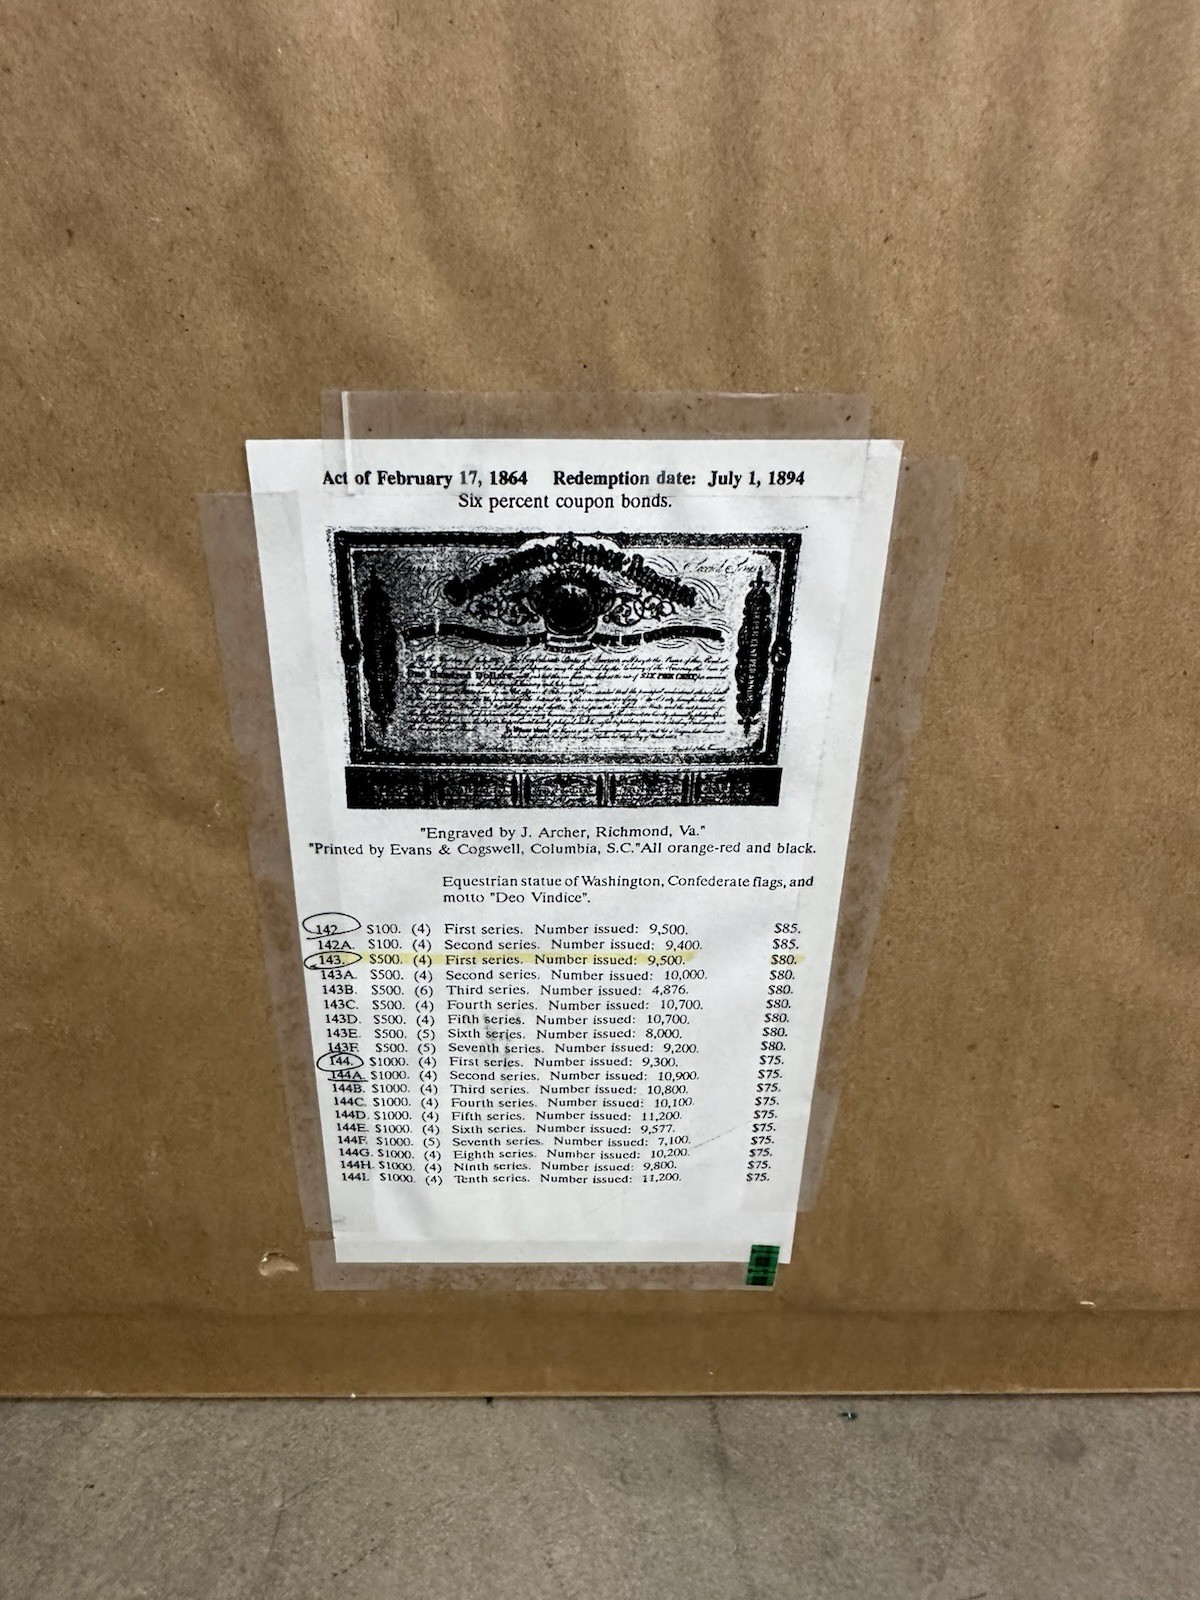 Act of February 17, 1864 Redemption date: July 1, 1894
Six percent coupon bonds.
One Hundred Dollars
SIX PER CENT
"Engraved by J. Archer, Richmond, Va."
"Printed by Evans & Cogswell, Columbia, S.C."All orange-red and black.
Equestrian statue of Washington, Confederate flags, and
motto "Deo Vindice".
142 $100. (4) First series. Number issued: 9,500. $85.
142A. $100. (4) Second series. Number issued: 9,400. $85.
143. $500. (4) First series. Number issued: 9,500. $80.
143A. $500. (4) Second series. Number issued: 10,000. $80.
143B. $500. (6) Third series. Number issued: 4,876. $80.
143C. $500. (4) Fourth series. Number issued: 10,700. $80.
143D. $500. (4) Fifth series. Number issued: 10,700. $80.
143E. $500. (5) Sixth series. Number issued: 8,000. $80.
143F. $500. (5) Seventh series. Number issued: 9,200. $80.
144. $1000. (4) First series. Number issued: 9,300. $75.
144A. $1000. (4) Second series. Number issued: 10,900. $75.
144B. $1000. (4) Third series. Number issued: 10,800. $75.
144C. $1000. (4) Fourth series. Number issued: 10,100. $75.
144D. $1000. (4) Fifth series. Number issued: 11,200. $75.
144E. $1000. (4) Sixth series. Number issued: 9,577. $75.
144F. $1000. (5) Seventh series. Number issued: 7,100. $75.
144G. $1000. (4) Eighth series. Number issued: 10,200. $75.
144H. $1000. (4) Ninth series. Number issued: 9,800. $75.
144I. $1000. (4) Tenth series. Number issued: 11,200. $75.